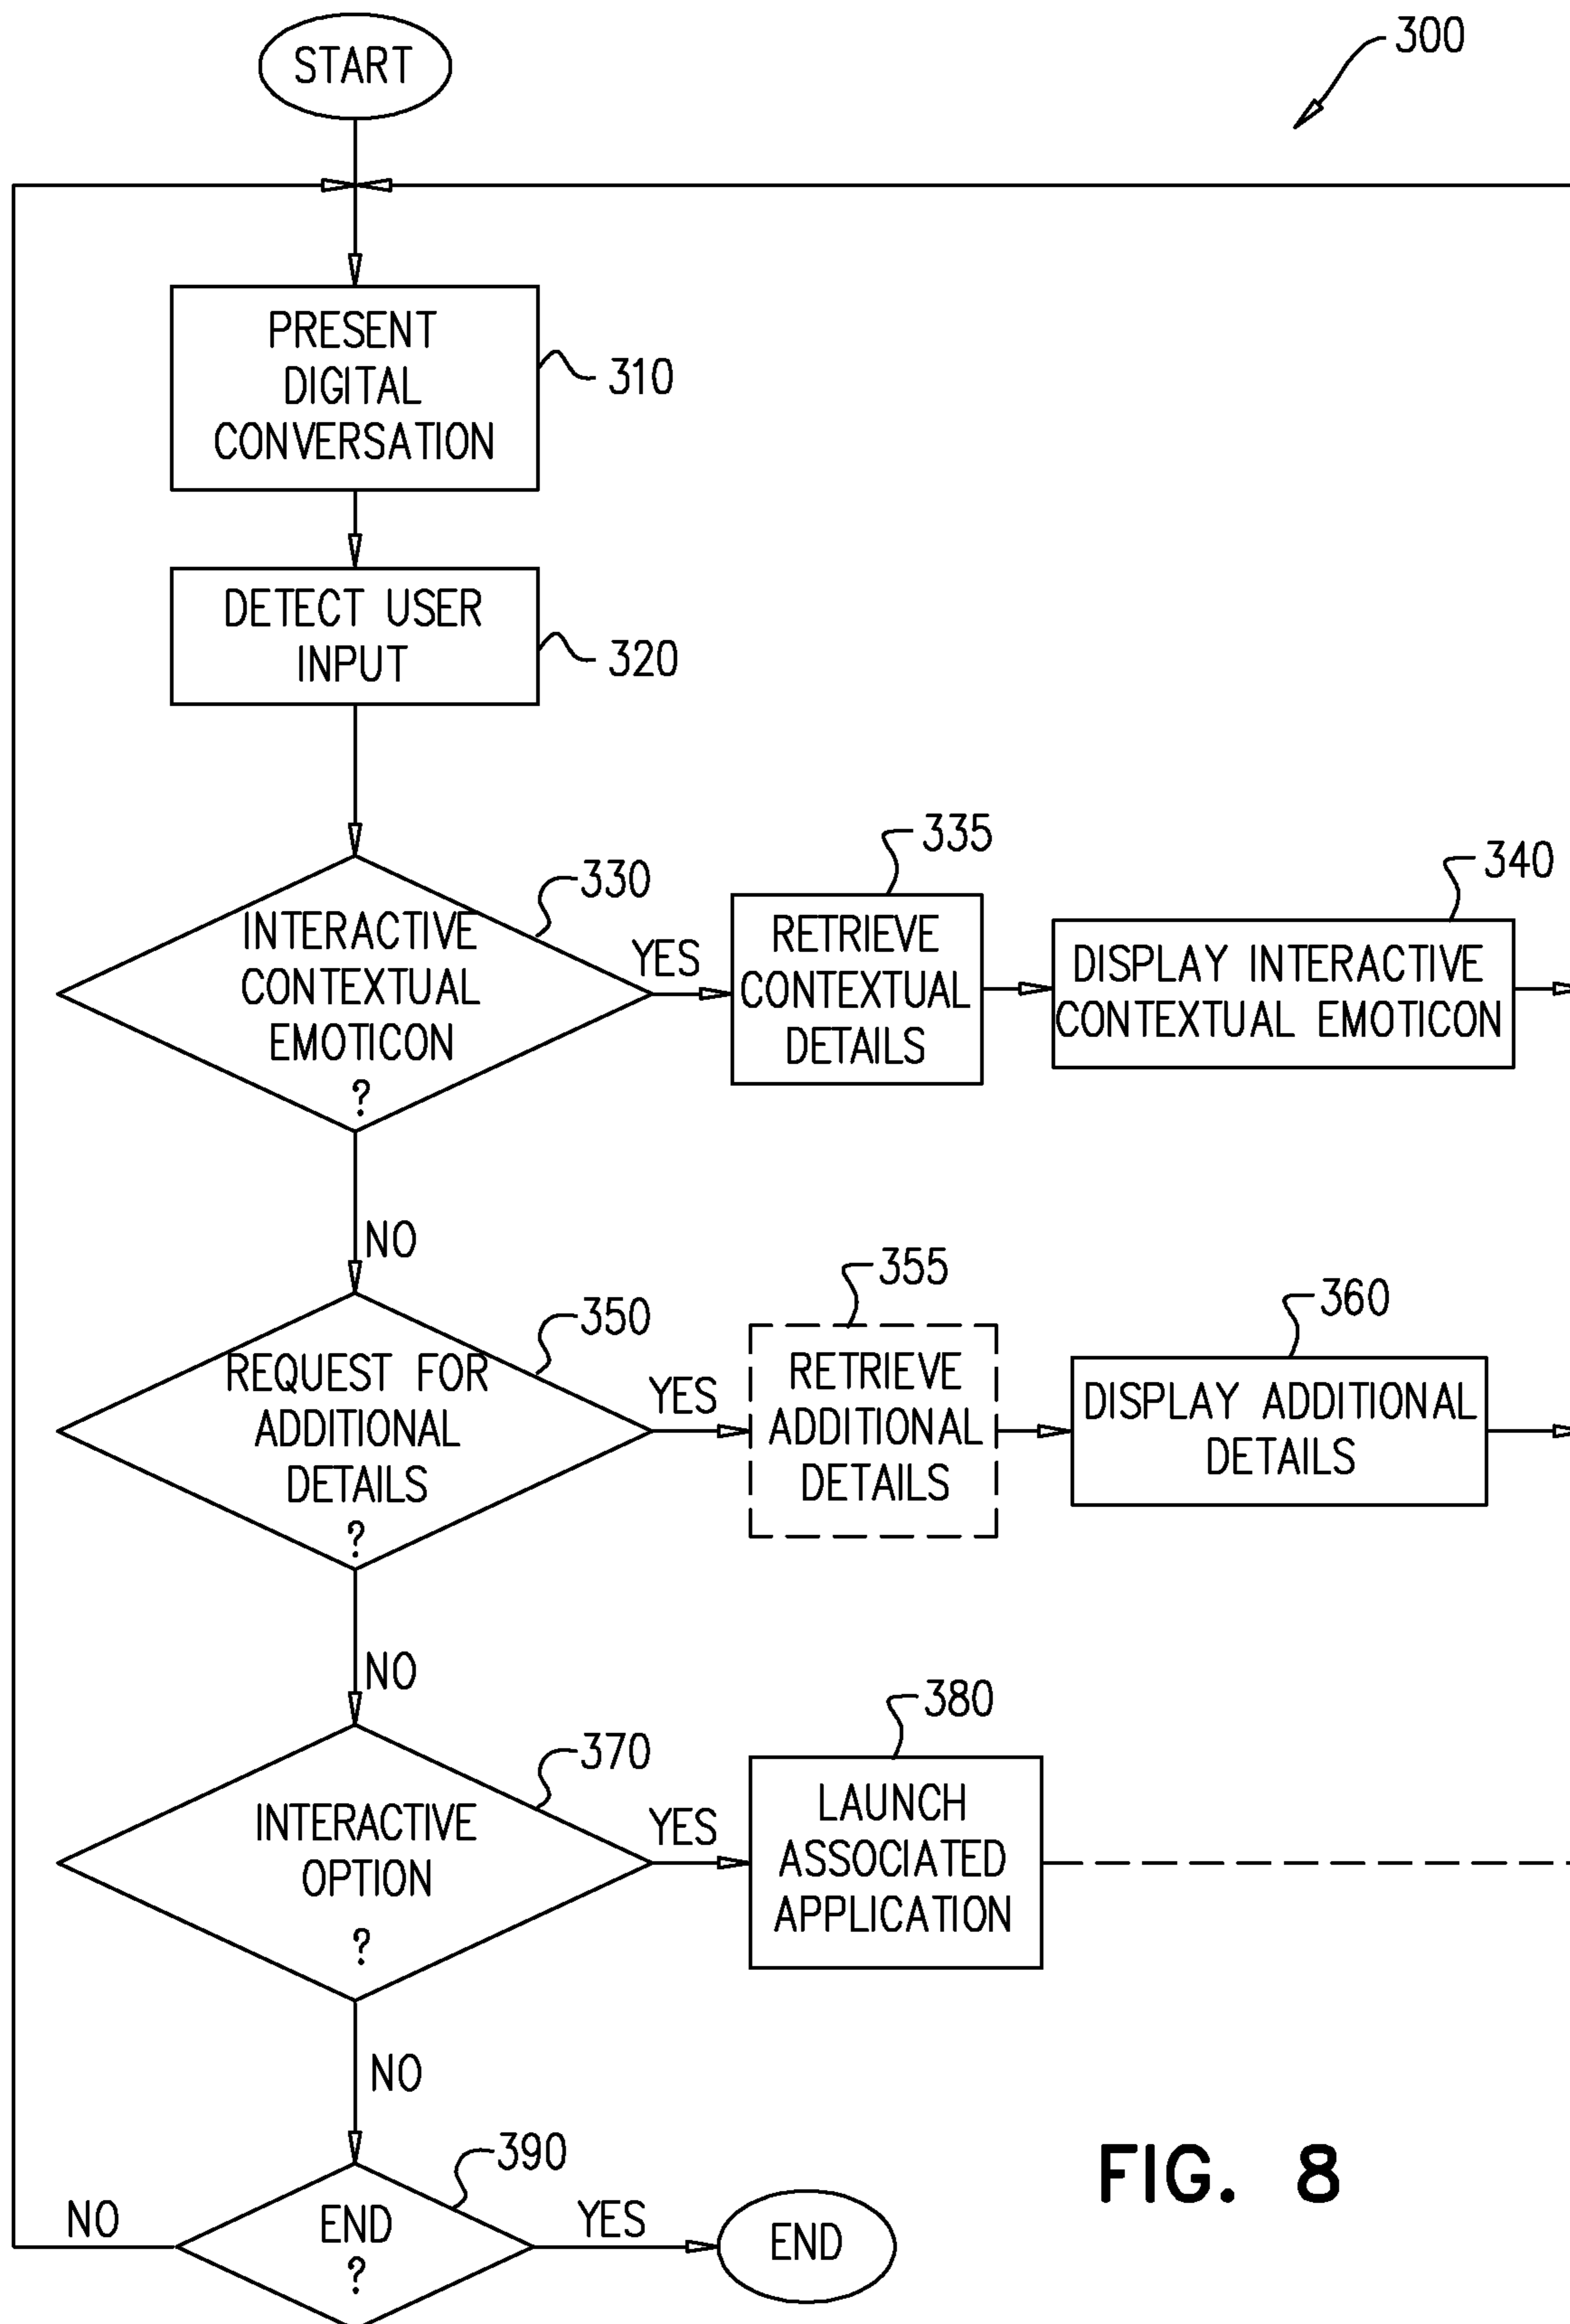 START
300
PRESENT
DIGITAL
CONVERSATION
310
DETECT USER
INPUT
320
INTERACTIVE
CONTEXTUAL
EMOTICON
?
330
YES
RETRIEVE
CONTEXTUAL
DETAILS
335
DISPLAY INTERACTIVE
CONTEXTUAL EMOTICON
340
NO
REQUEST FOR
ADDITIONAL
DETAILS
?
350
YES
RETRIEVE
ADDITIONAL
DETAILS
355
DISPLAY ADDITIONAL
DETAILS
360
NO
INTERACTIVE
OPTION
?
370
YES
LAUNCH
ASSOCIATED
APPLICATION
380
NO
END
?
390
NO
YES
END
FIG. 8